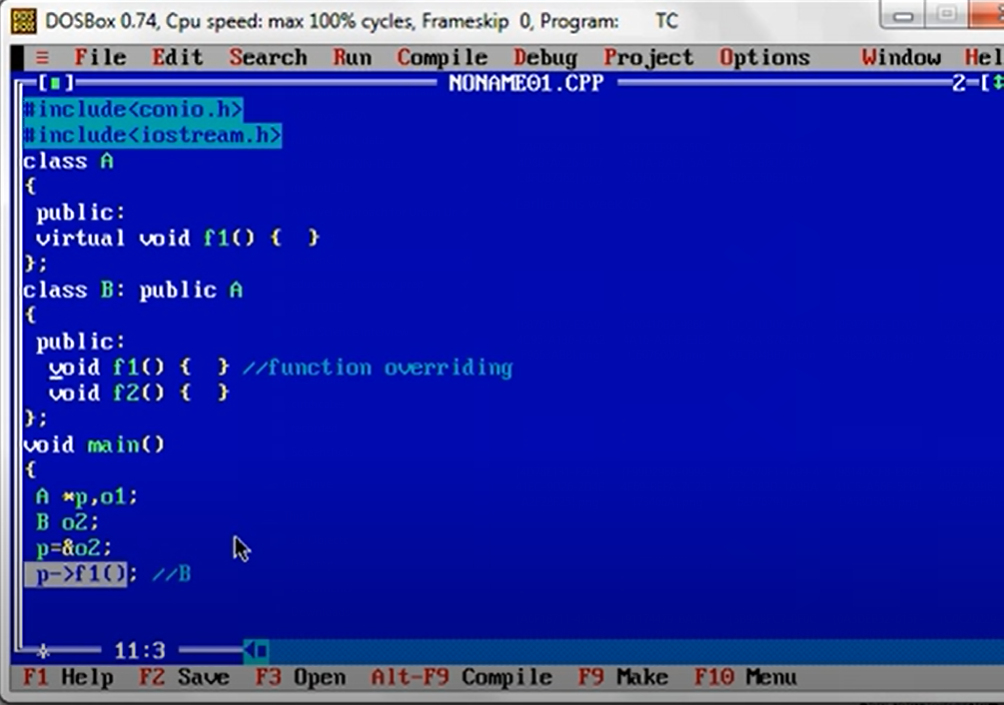 DOSBox 0.74, Cpu speed: max 100% cycles, Frameskip 0, Program: TC
≡ File Edit Search Run Compile Debug Project Options Window Hel
NONAME01.CPP 2
#include<conio.h>
#include<iostream.h>
class A
{
public:
virtual void f1() { }
};
class B: public A
{
public:
void f1() { } //function overriding
void f2() { }
};
void main()
{
A *p,o1;
B o2;
p=&o2;
p->f1(); //B
11:3
F1 Help F2 Save F3 Open Alt-F9 Compile F9 Make F10 Menu